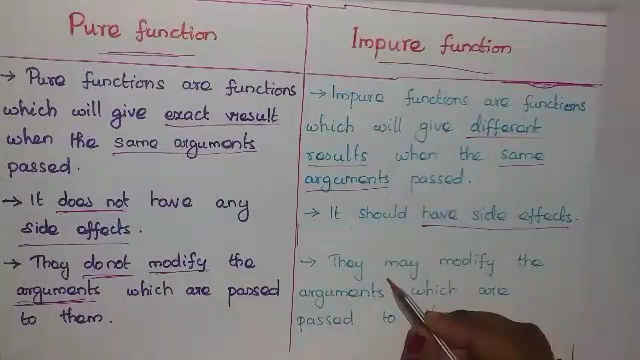 Pure function
→ Pure functions are functions
which will give exact result
when the same arguments
passed.
→ It does not have any
side effects.
→ They do not modify the
arguments which are passed
to them.
Impure function
→ Impure functions are functions
which will give different
results when the same
arguments passed.
→ It should have side effects.
→ They may modify the
arguments which are
passed to